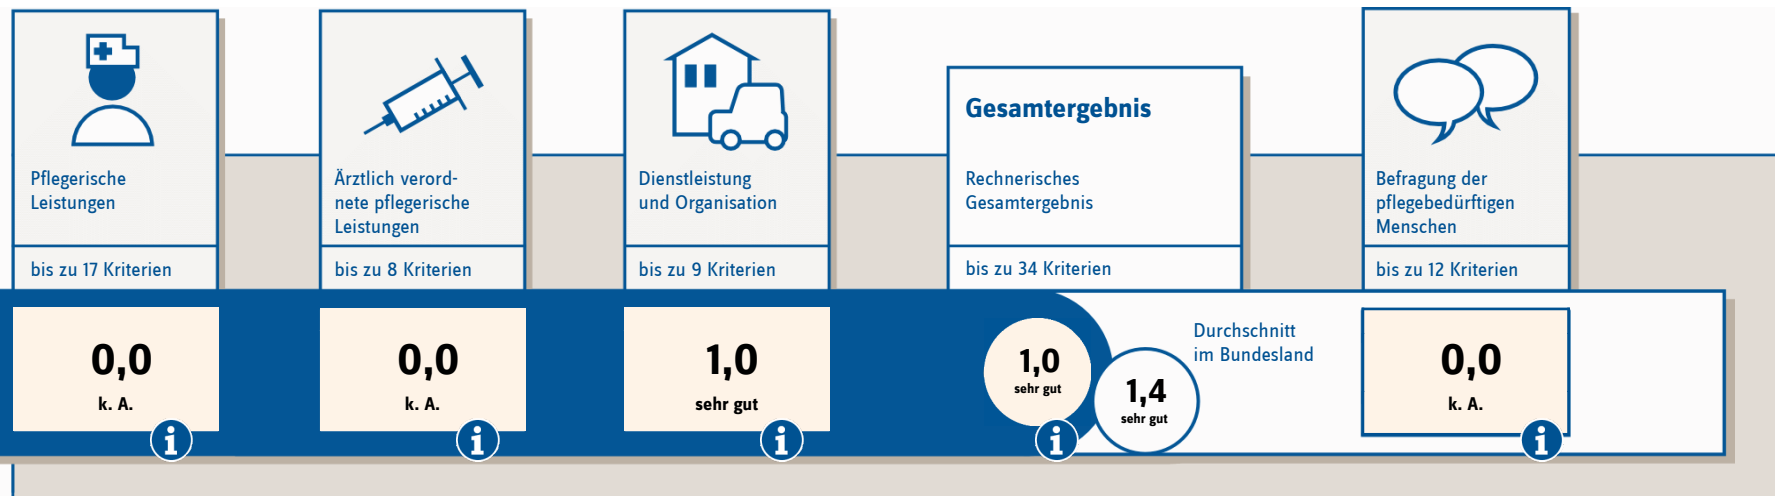 Pflegerische
Leistungen
bis zu 17 Kriterien
0,0
k. A.
Ärztlich verord-
nete pflegerische
Leistungen
bis zu 8 Kriterien
0,0
k. A.
Dienstleistung
und Organisation
bis zu 9 Kriterien
1,0
sehr gut
Gesamtergebnis
Rechnerisches
Gesamtergebnis
bis zu 34 Kriterien
1,0
sehr gut
1,4
sehr gut
Durchschnitt
im Bundesland
Befragung der
pflegebedürftigen
Menschen
bis zu 12 Kriterien
0,0
k. A.